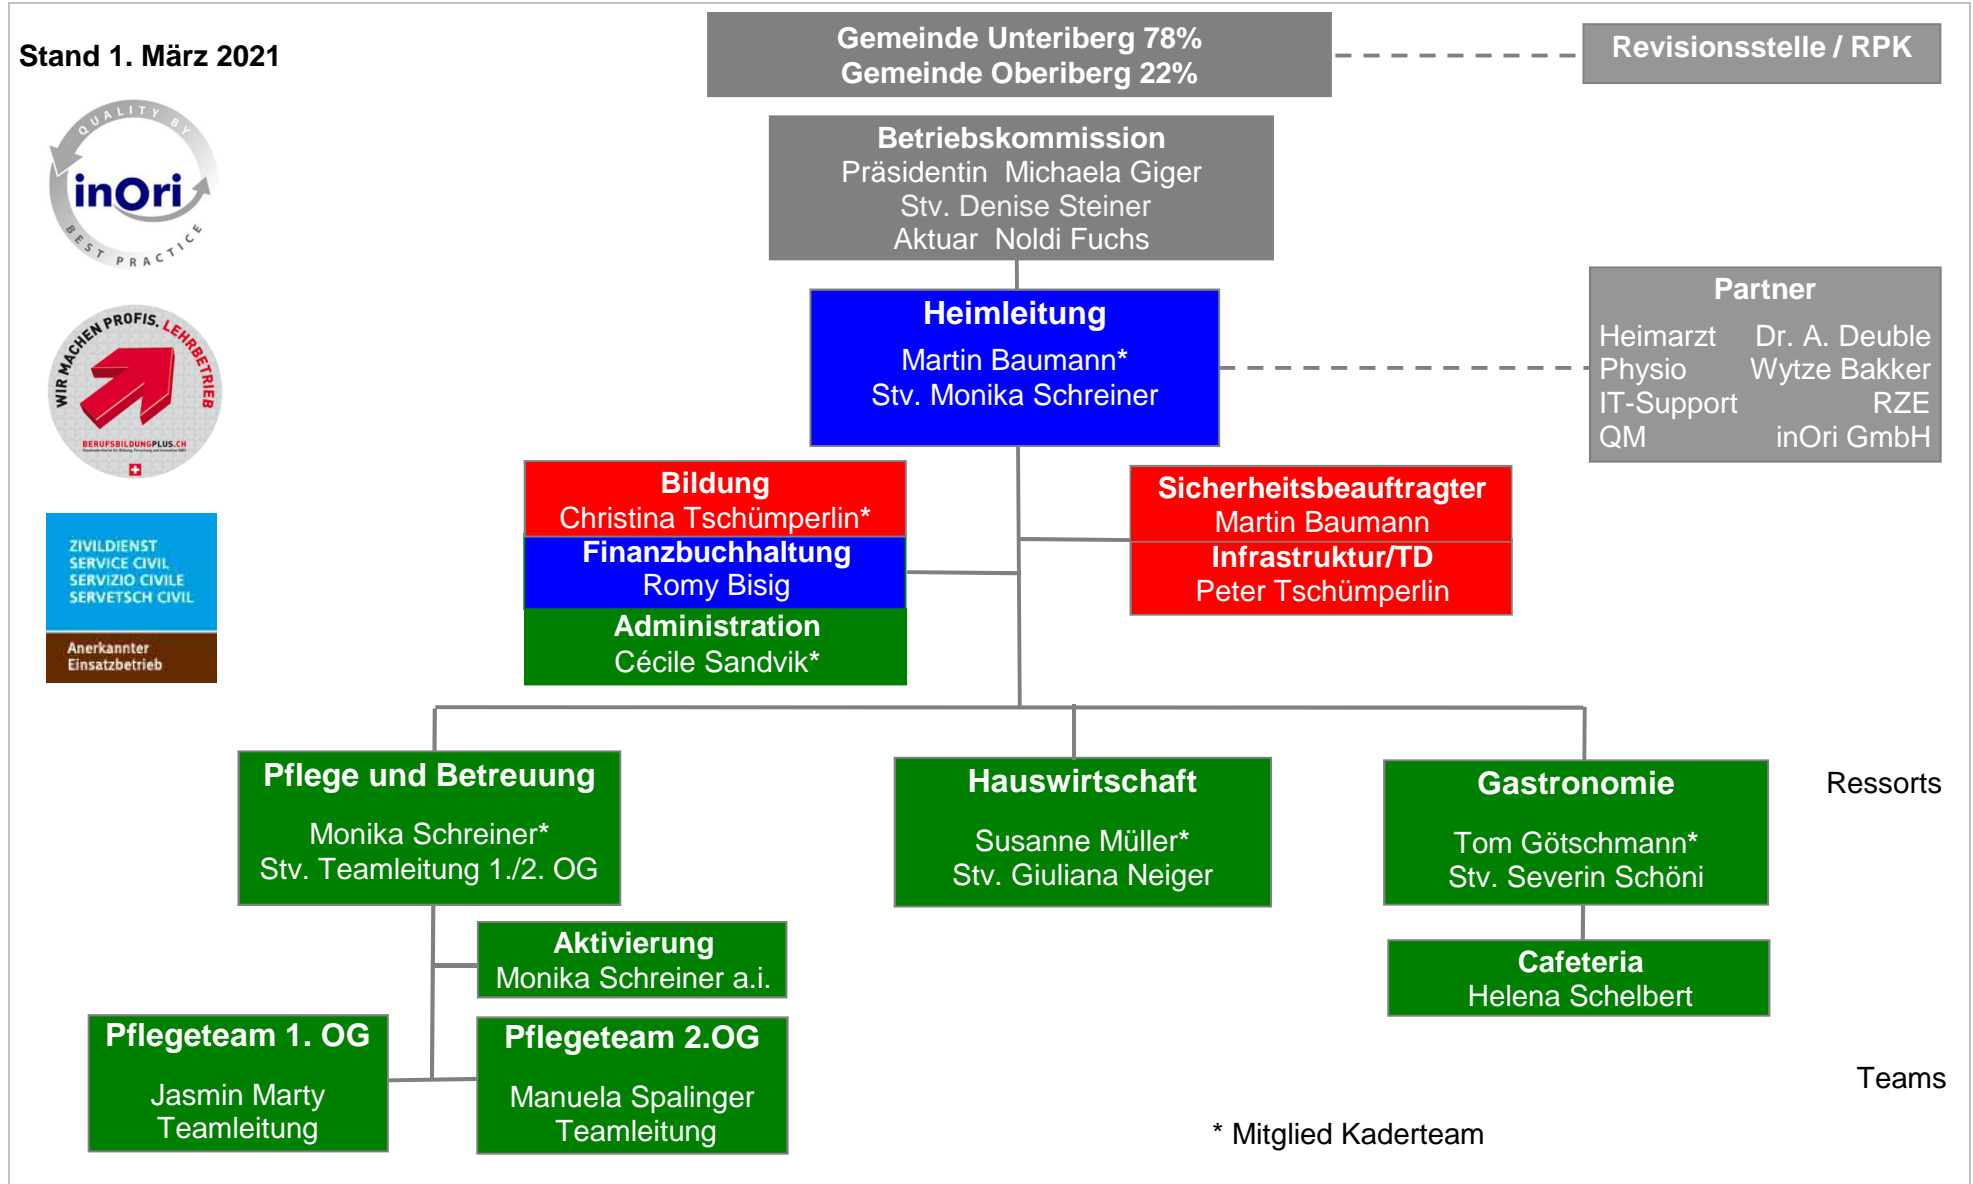 Stand 1. März 2021
Gemeinde Unteriberg 78%
Gemeinde Oberiberg 22%
Revisionsstelle / RPK
QUALITY BY
inOri
BEST PRACTICE
Betriebskommission
Präsidentin  Michaela Giger
Stv. Denise Steiner
Aktuar  Noldi Fuchs
Heimleitung
Martin Baumann*
Stv. Monika Schreiner
Partner
Heimarzt Dr. A. Deuble
Physio Wytze Bakker
IT-Support RZE
QM inOri GmbH
WIR MACHEN PROFIS. LEHRBETRIEB
BERUFSBILDUNGPLUS.CH
Bildung
Christina Tschümperlin*
Finanzbuchhaltung
Romy Bisig
Administration
Cécile Sandvik*
Sicherheitsbeauftragter
Martin Baumann
Infrastruktur/TD
Peter Tschümperlin
ZIVILDIENST
SERVICE CIVIL
SERVIZIO CIVILE
SERVETSCH CIVIL
Anerkannter
Einsatzbetrieb
Pflege und Betreuung
Monika Schreiner*
Stv. Teamleitung 1./2. OG
Hauswirtschaft
Susanne Müller*
Stv. Giuliana Neiger
Gastronomie
Tom Götschmann*
Stv. Severin Schöni
Ressorts
Aktivierung
Monika Schreiner a.i.
Cafeteria
Helena Schelbert
Pflegeteam 1. OG
Jasmin Marty
Teamleitung
Pflegeteam 2.OG
Manuela Spalinger
Teamleitung
Teams
* Mitglied Kaderteam